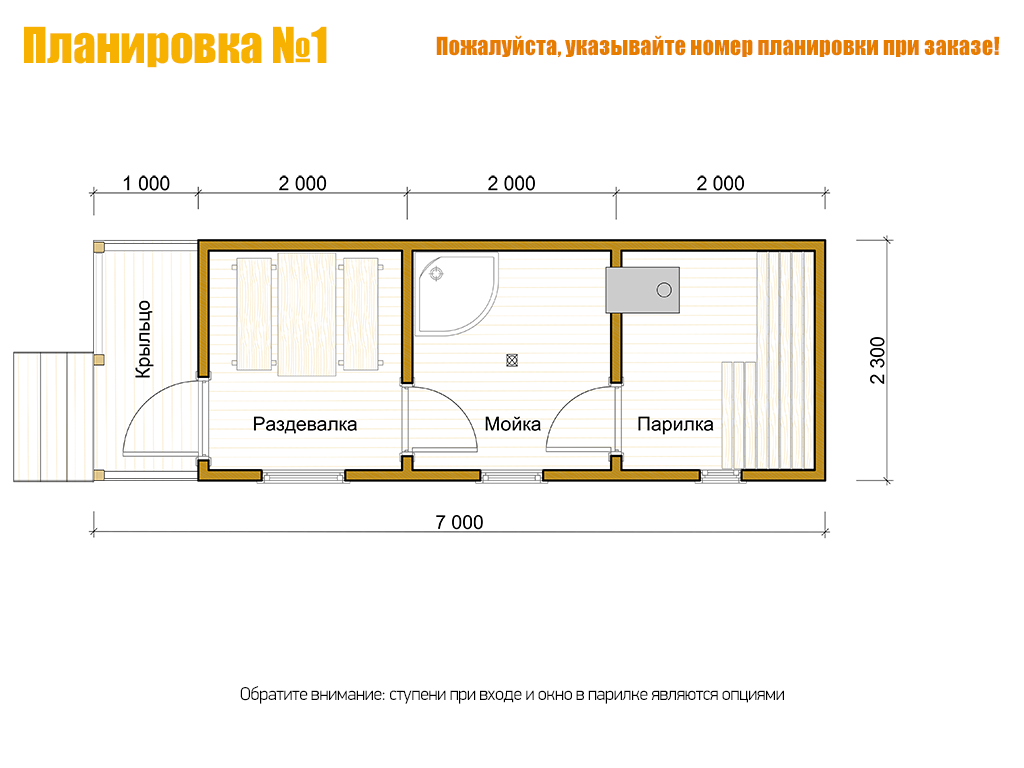 Планировка №1
Пожалуйста, указывайте номер планировки при заказе!
1 000
2 000
2 000
2 000
Крыльцо
2 300
Раздевалка
Мойка
Парилка
7 000
Обратите внимание: ступени при входе и окно в парилке являются опциями